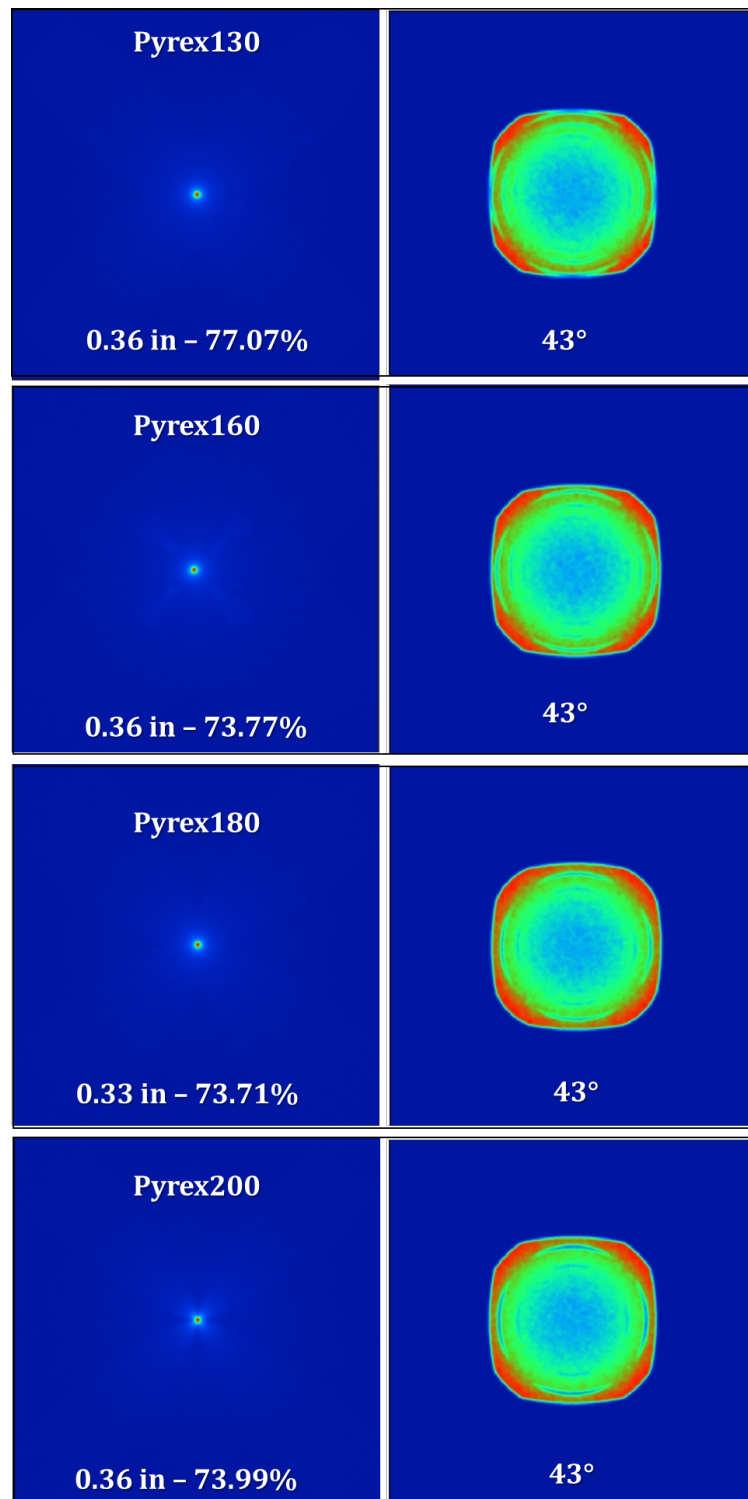 Pyrex130
0.36 in – 77.07%
43°
Pyrex160
0.36 in – 73.77%
43°
Pyrex180
0.33 in – 73.71%
43°
Pyrex200
0.36 in – 73.99%
43°